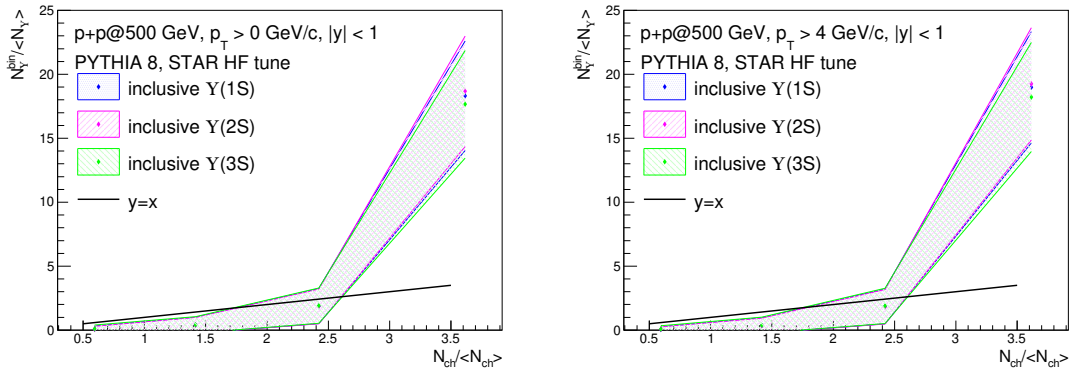 p+p@500 GeV, p_T > 0 GeV/c, |y| < 1
PYTHIA 8, STAR HF tune
inclusive ϒ(1S)
inclusive ϒ(2S)
inclusive ϒ(3S)
y=x
N_ϒ^bin/<N_ϒ>
25
20
15
10
5
0
0.5 1 1.5 2 2.5 3 3.5
N_ch/<N_ch>
p+p@500 GeV, p_T > 4 GeV/c, |y| < 1
PYTHIA 8, STAR HF tune
inclusive ϒ(1S)
inclusive ϒ(2S)
inclusive ϒ(3S)
y=x
N_ϒ^bin/<N_ϒ>
25
20
15
10
5
0
0.5 1 1.5 2 2.5 3 3.5
N_ch/<N_ch>